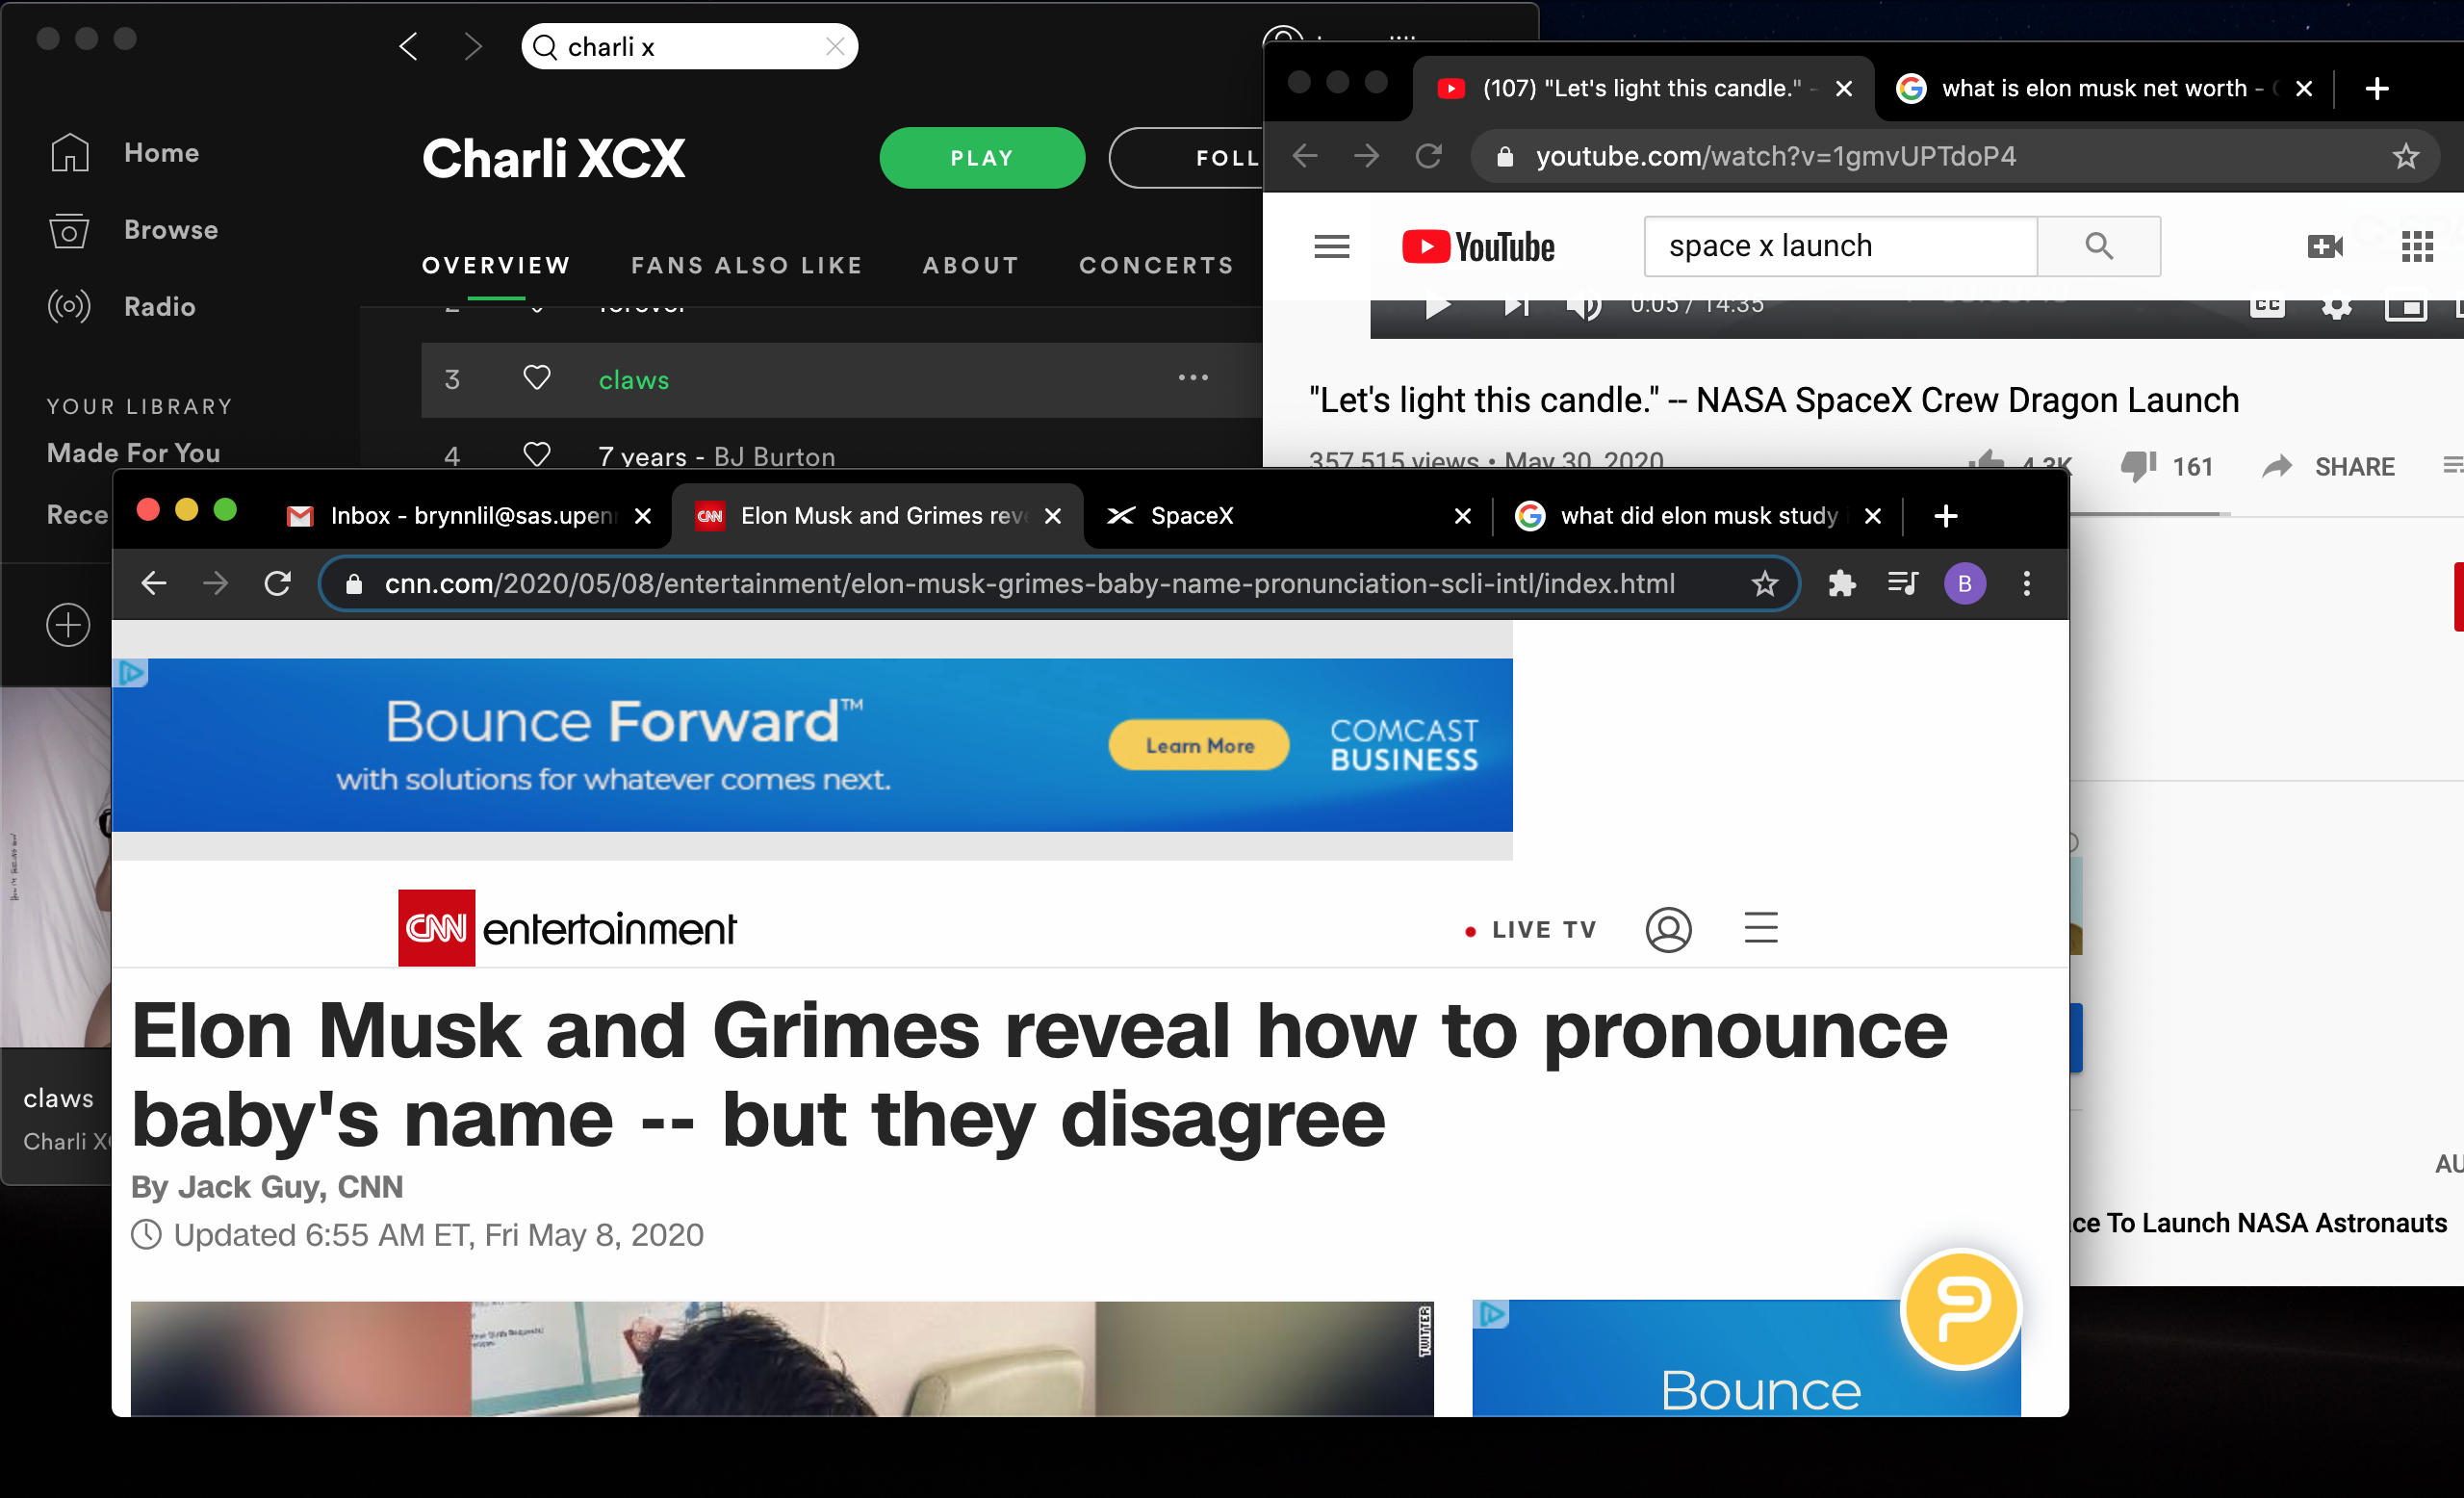 charli x
Home
Browse
Radio
YOUR LIBRARY
Made For You
Charli XCX
PLAY
OVERVIEW
FANS ALSO LIKE
ABOUT
CONCERTS
3
claws
4
7 years - BJ Burton
claws
Charli
(107) "Let's light this candle." -
what is elon musk net worth -
youtube.com/watch?v=1gmvUPTdoP4
YouTube
space x launch
0:05 / 14:35
CC
"Let's light this candle." -- NASA SpaceX Crew Dragon Launch
357,515 views • May 30, 2020
4.3K
161
SHARE
To Launch NASA Astronauts
Inbox - brynnlil@sas.upen
CNN
Elon Musk and Grimes rev
SpaceX
what did elon musk study
cnn.com/2020/05/08/entertainment/elon-musk-grimes-baby-name-pronunciation-scli-intl/index.html
B
Bounce Forward™
with solutions for whatever comes next.
Learn More
COMCAST
BUSINESS
CNN entertainment
LIVE TV
Elon Musk and Grimes reveal how to pronounce
baby's name -- but they disagree
By Jack Guy, CNN
Updated 6:55 AM ET, Fri May 8, 2020
TWITTER
Bounce